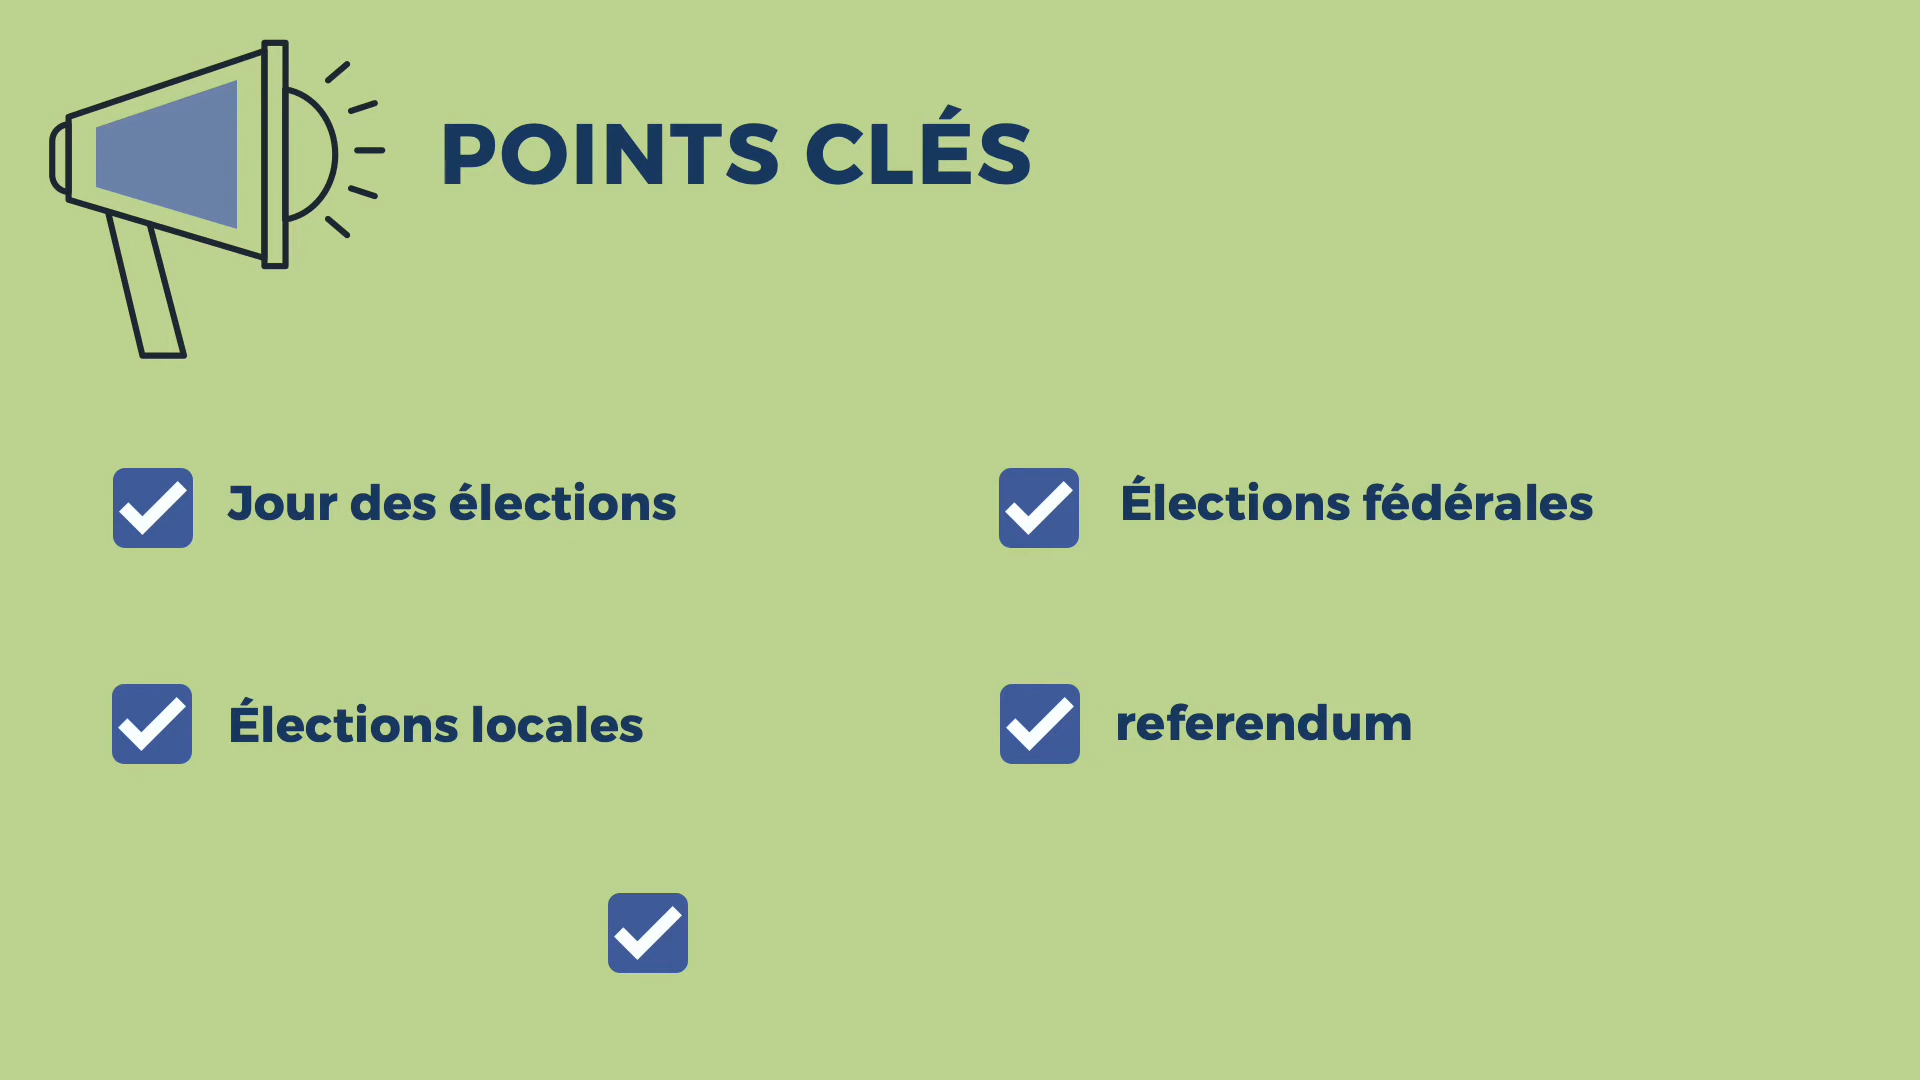 POINTS CLÉS
Jour des élections
Élections fédérales
Élections locales
referendum